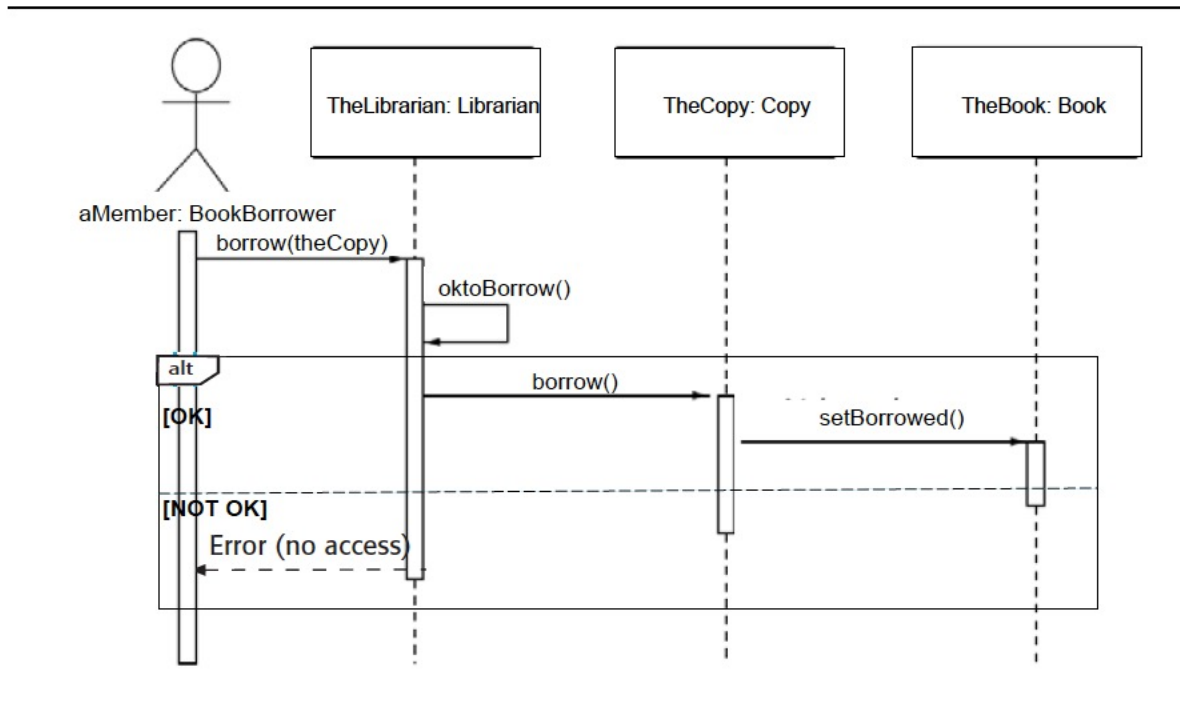 TheLibrarian: Librarian
TheCopy: Copy
TheBook: Book
aMember: BookBorrower
borrow(theCopy)
oktoBorrow()
alt
borrow()
[OK]
setBorrowed()
[NOT OK]
Error (no access)